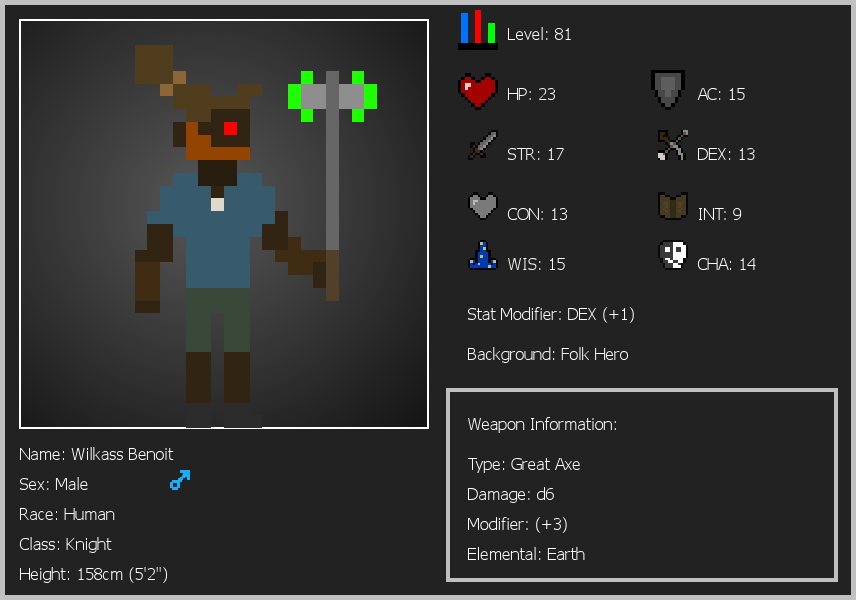 Level: 81
HP: 23
AC: 15
STR: 17
DEX: 13
CON: 13
INT: 9
WIS: 15
CHA: 14
Stat Modifier: DEX (+1)
Background: Folk Hero
Weapon Information:
Type: Great Axe
Damage: d6
Modifier: (+3)
Elemental: Earth
Name: Wilkass Benoit
Sex: Male
Race: Human
Class: Knight
Height: 158cm (5'2")